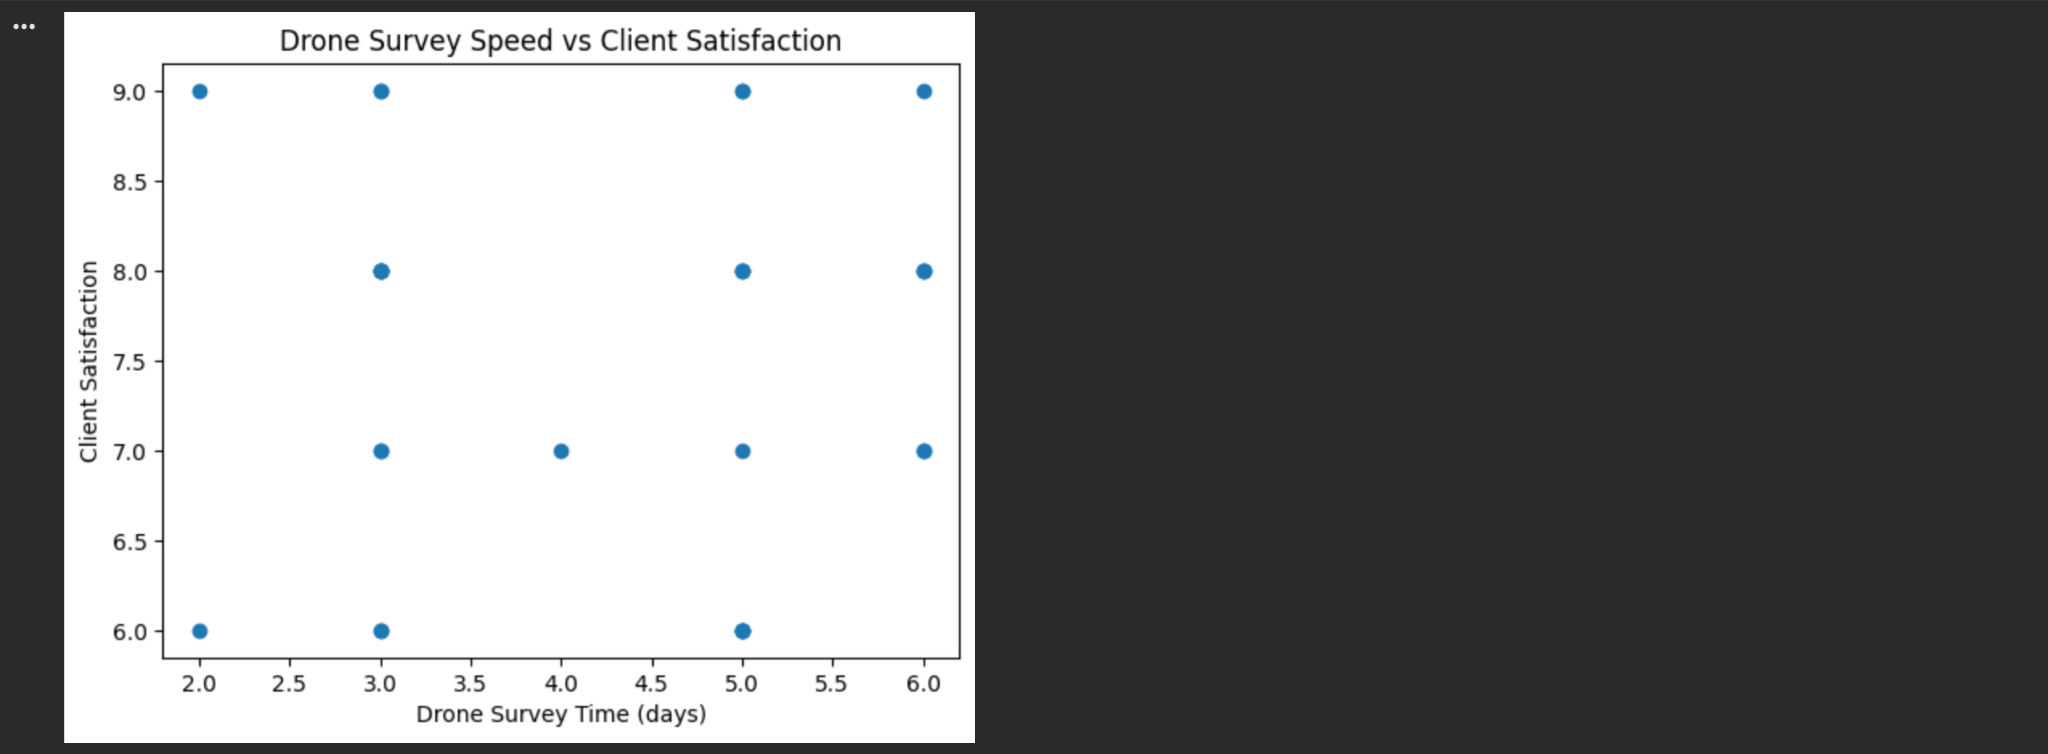 Drone Survey Speed vs Client Satisfaction
9.0
8.5
8.0
7.5
7.0
6.5
6.0
Client Satisfaction
2.0 2.5 3.0 3.5 4.0 4.5 5.0 5.5 6.0
Drone Survey Time (days)